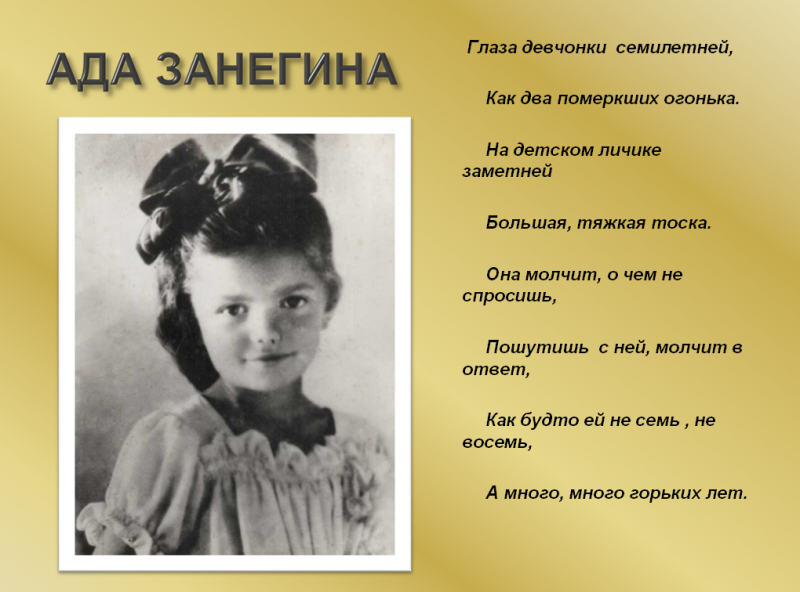 АДА ЗАНЕГИНА
Глаза девчонки  семилетней,
Как два померкших огонька.
На детском личике
заметней
Большая, тяжкая тоска.
Она молчит, о чем не
спросишь,
Пошутишь  с ней, молчит в
ответ,
Как будто ей не семь , не
восемь,
А много, много горьких лет.